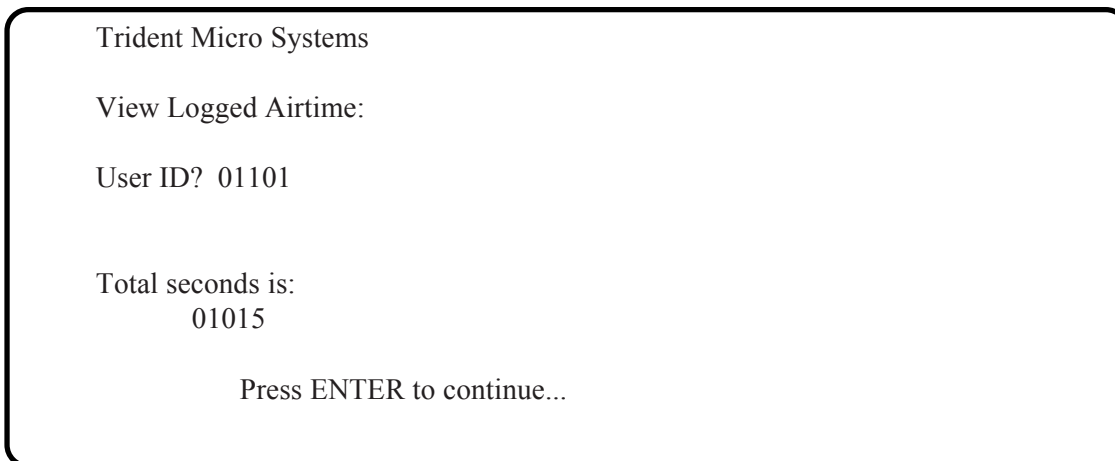 Trident Micro Systems
View Logged Airtime:
User ID? 01101
Total seconds is:
01015
Press ENTER to continue...